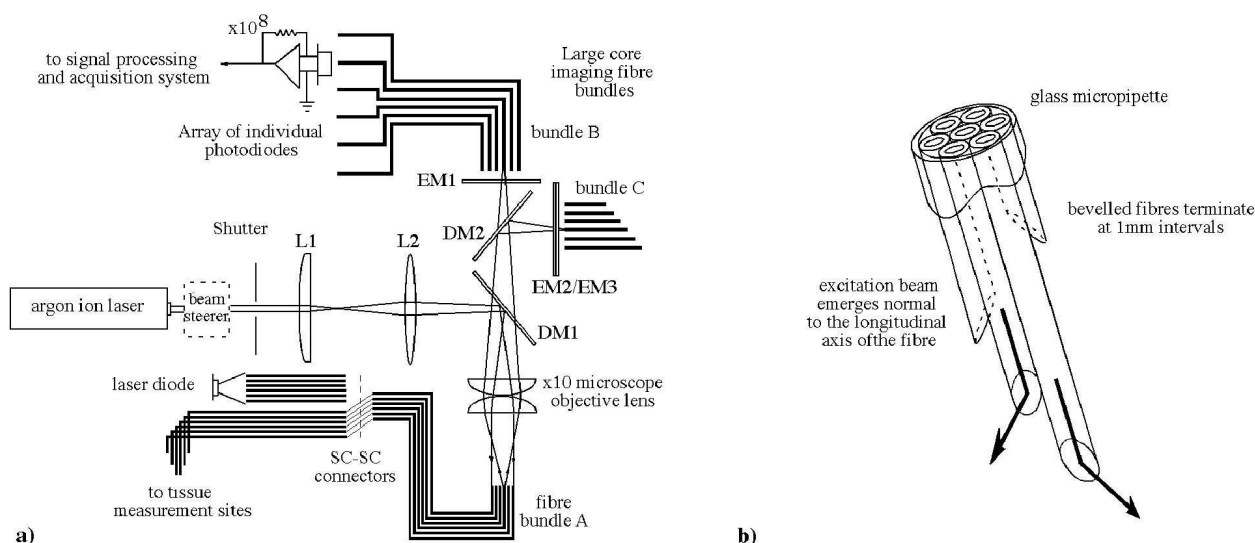 x10⁸
to signal processing
and acquisition system
Large core
imaging fibre
bundles
Array of individual
photodiodes
bundle B
EM1
bundle C
Shutter
L1
L2
DM2
argon ion laser
beam
steerer
EM2/EM3
DM1
laser diode
x10 microscope
objective lens
SC-SC
connectors
to tissue
measurement sites
fibre
bundle A
a)
glass micropipette
bevelled fibres terminate
at 1mm intervals
excitation beam
emerges normal
to the longitudinal
axis of the fibre
b)